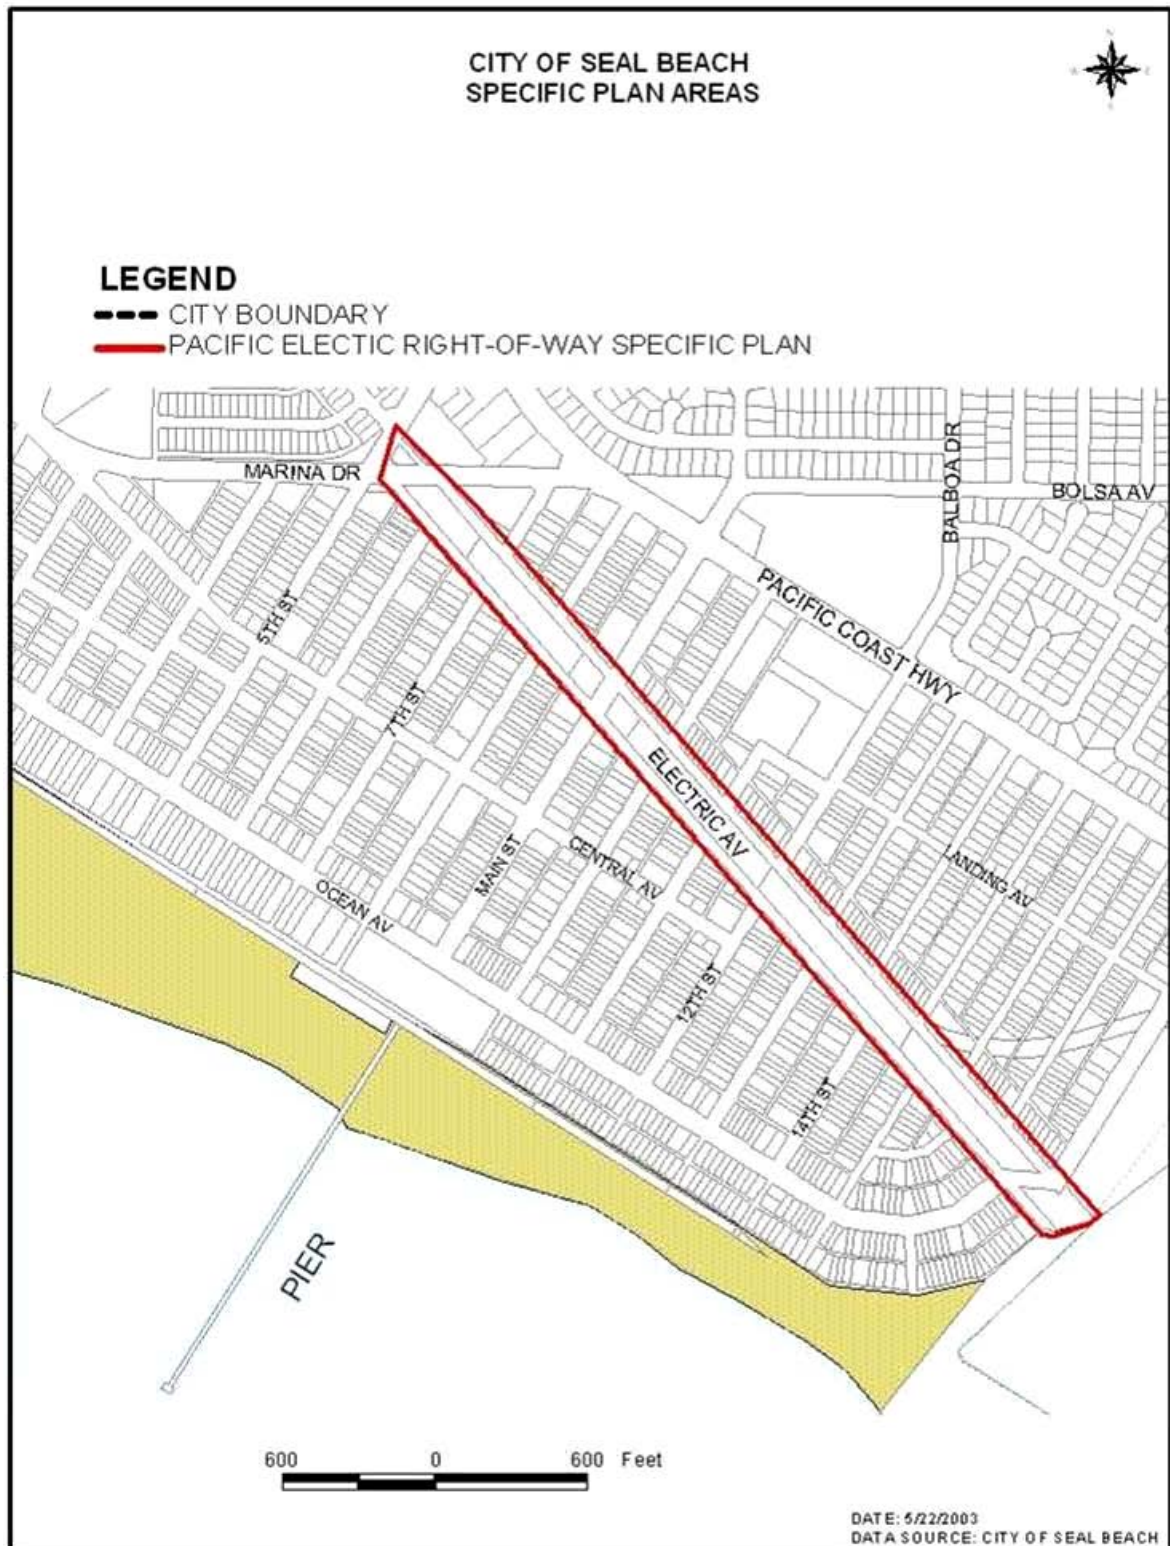 CITY OF SEAL BEACH
SPECIFIC PLAN AREAS
LEGEND
CITY BOUNDARY
PACIFIC ELECTIC RIGHT-OF-WAY SPECIFIC PLAN
MARINA DR
BALBOA DR
BOLSA AV
PACIFIC COAST HWY
5TH ST
7TH ST
ELECTRIC AV
MAIN ST
CENTRAL AV
LANDING AV
OCEAN AV
12TH ST
14TH ST
PIER
600 0 600 Feet
DATE: 5/22/2003
DATA SOURCE: CITY OF SEAL BEACH